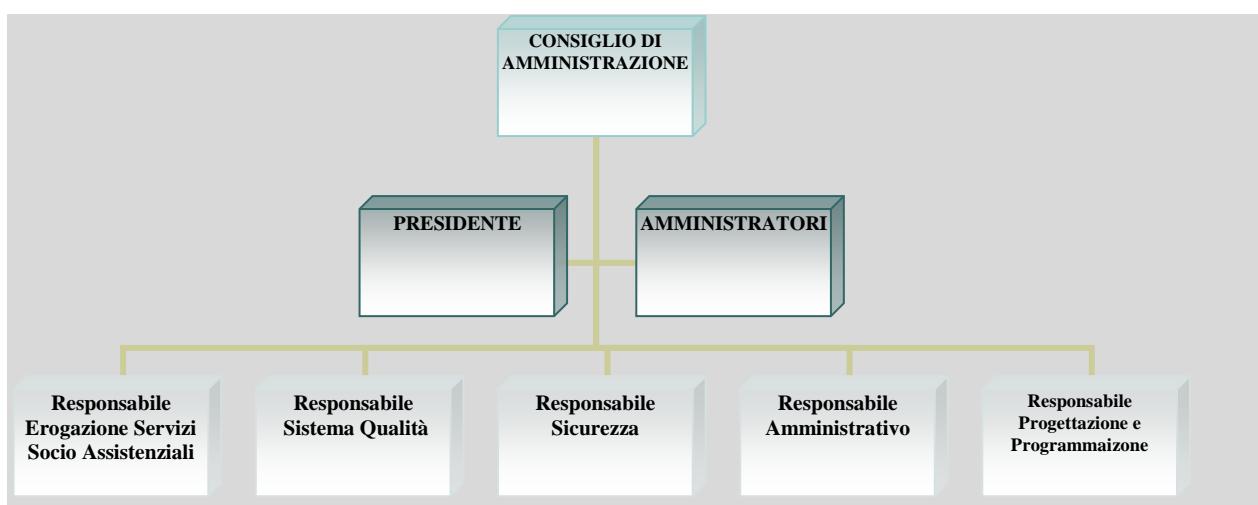 CONSIGLIO DI
AMMINISTRAZIONE
PRESIDENTE
AMMINISTRATORI
Responsabile
Erogazione Servizi
Socio Assistenziali
Responsabile
Sistema Qualità
Responsabile
Sicurezza
Responsabile
Amministrativo
Responsabile
Progettazione e
Programmaizone